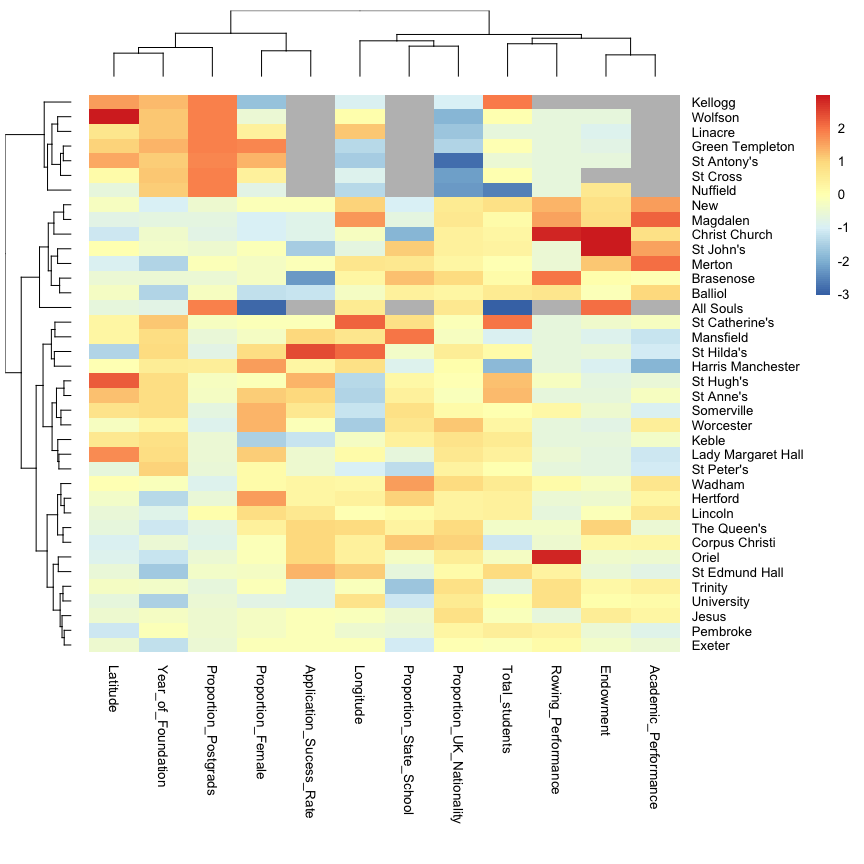 Kellogg
Wolfson
Linacre
Green Templeton
St Antony's
St Cross
Nuffield
New
Magdalen
Christ Church
St John's
Merton
Brasenose
Balliol
All Souls
St Catherine's
Mansfield
St Hilda's
Harris Manchester
St Hugh's
St Anne's
Somerville
Worcester
Keble
Lady Margaret Hall
St Peter's
Wadham
Hertford
Lincoln
The Queen's
Corpus Christi
Oriel
St Edmund Hall
Trinity
University
Jesus
Pembroke
Exeter
2
1
0
-1
-2
-3
Latitude
Year_of_Foundation
Proportion_Postgrads
Proportion_Female
Application_Sucess_Rate
Longitude
Proportion_State_School
Proportion_UK_Nationality
Total_students
Rowing_Performance
Endowment
Academic_Performance